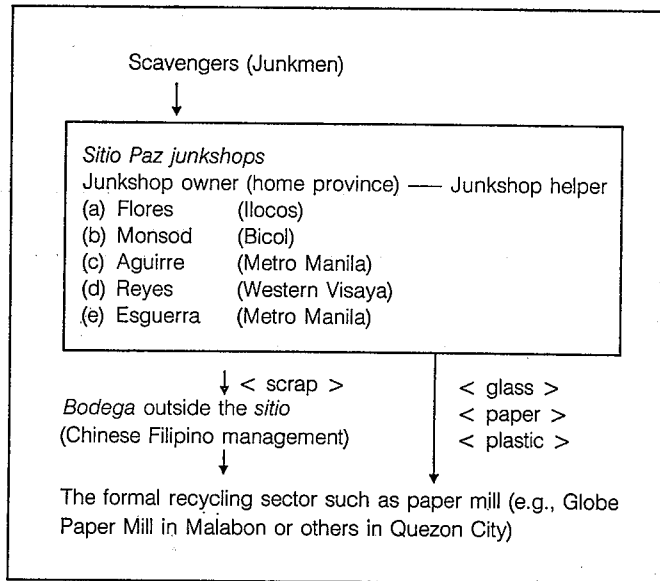 Scavengers (Junkmen)
Sitio Paz junkshops
Junkshop owner (home province) — Junkshop helper
(a) Flores (Ilocos)
(b) Monsod (Bicol)
(c) Aguirre (Metro Manila)
(d) Reyes (Western Visaya)
(e) Esguerra (Metro Manila)
< scrap > < glass >
Bodega outside the sitio < paper >
(Chinese Filipino management) < plastic >
The formal recycling sector such as paper mill (e.g., Globe
Paper Mill in Malabon or others in Quezon City)